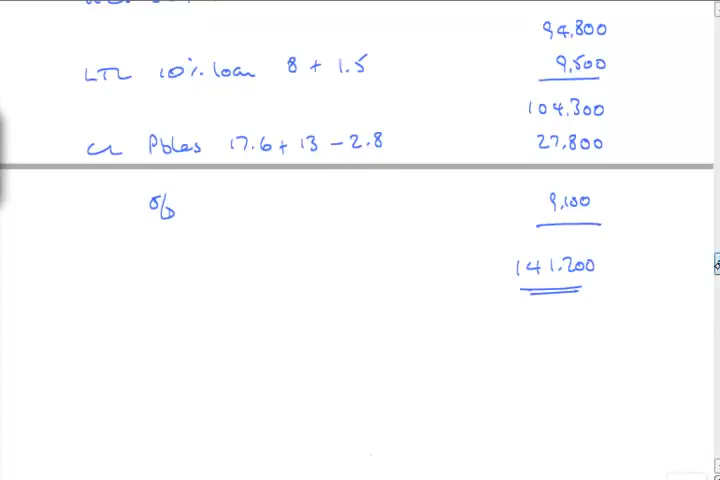 94,800
LTL 10% loan 8 + 1.5 9,500
104,300
CL Pbles 17.6 + 13 - 2.8 27,800
o/D 9,100
141,200